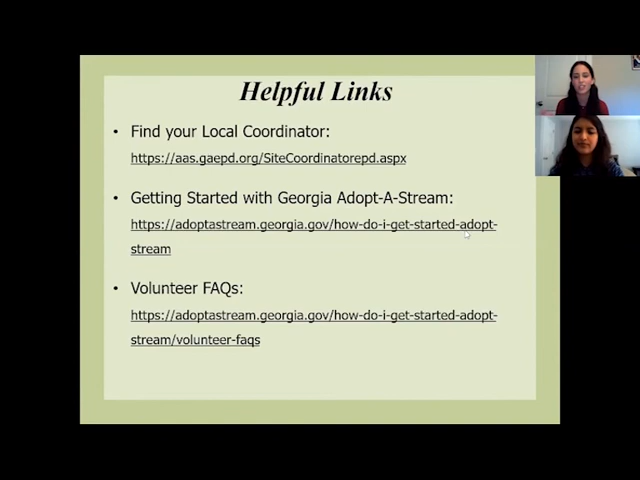 Helpful Links
• Find your Local Coordinator:
https://aas.gaepd.org/SiteCoordinatorepd.aspx
• Getting Started with Georgia Adopt-A-Stream:
https://adoptastream.georgia.gov/how-do-i-get-started-adopt-
stream
• Volunteer FAQs:
https://adoptastream.georgia.gov/how-do-i-get-started-adopt-
stream/volunteer-faqs